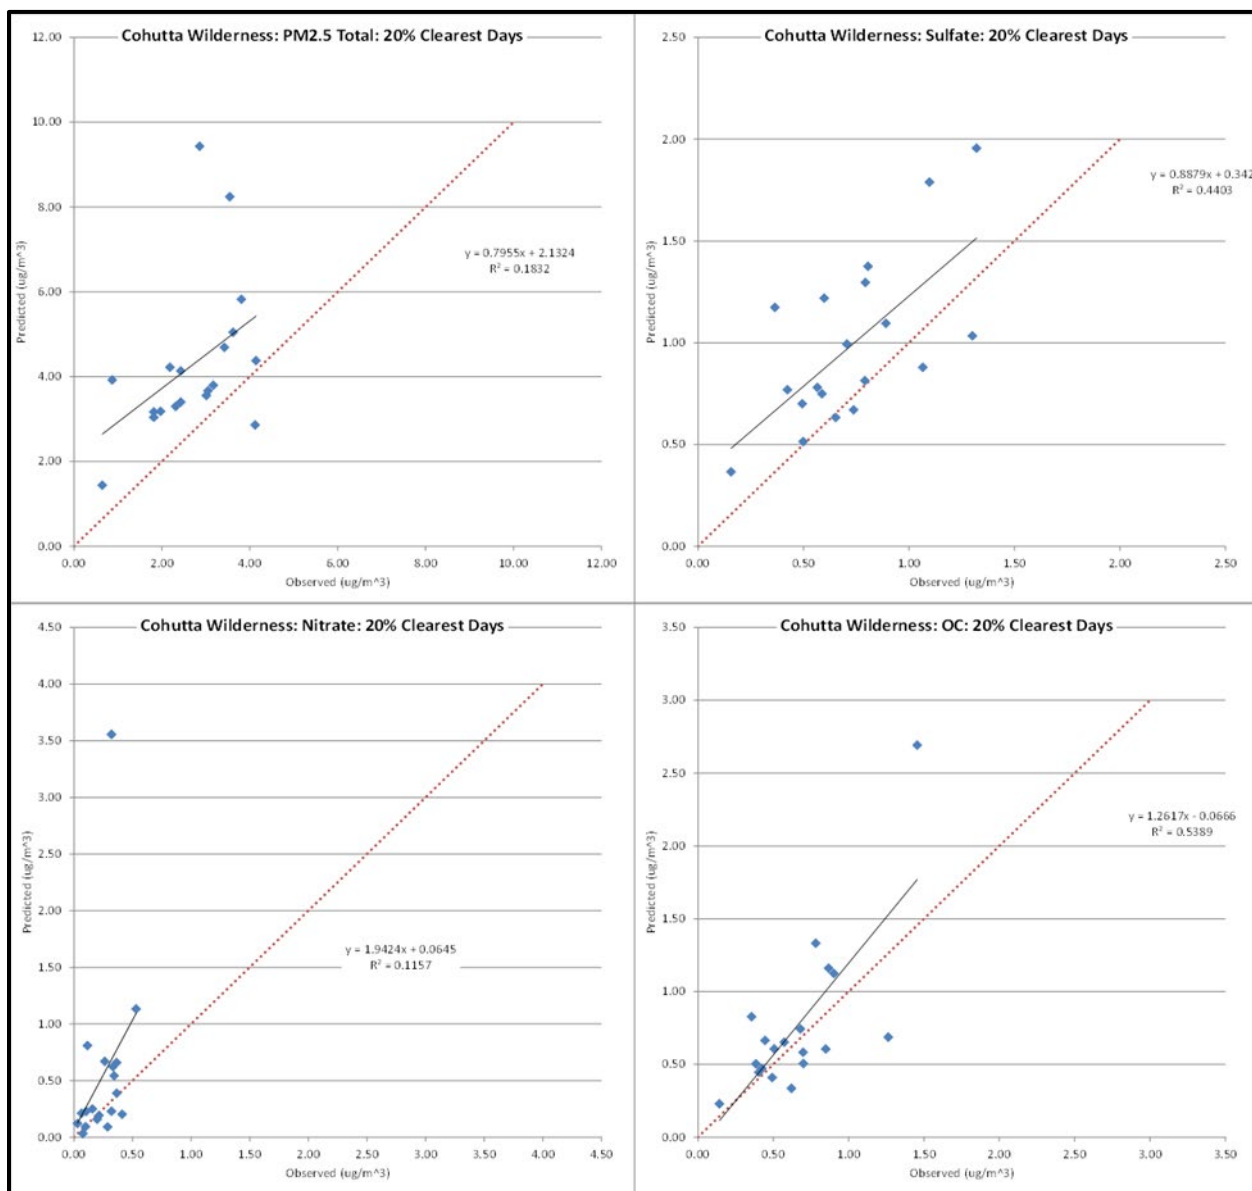 Cohutta Wilderness: PM2.5 Total: 20% Clearest Days
12.00
10.00
8.00
6.00
4.00
2.00
0.00
Predicted (ug/m^3)
y = 0.7955x + 2.1324
R² = 0.1832
0.00 2.00 4.00 6.00 8.00 10.00 12.00
Observed (ug/m^3)
Cohutta Wilderness: Sulfate: 20% Clearest Days
2.50
2.00
1.50
1.00
0.50
0.00
Predicted (ug/m^3)
y = 0.8879x + 0.342
R² = 0.4403
0.00 0.50 1.00 1.50 2.00 2.50
Observed (ug/m^3)
Cohutta Wilderness: Nitrate: 20% Clearest Days
4.50
4.00
3.50
3.00
2.50
2.00
1.50
1.00
0.50
0.00
Predicted (ug/m^3)
y = 1.9424x + 0.0645
R² = 0.1157
0.00 0.50 1.00 1.50 2.00 2.50 3.00 3.50 4.00 4.50
Observed (ug/m^3)
Cohutta Wilderness: OC: 20% Clearest Days
3.50
3.00
2.50
2.00
1.50
1.00
0.50
0.00
Predicted (ug/m^3)
y = 1.2617x - 0.0666
R² = 0.5389
0.00 0.50 1.00 1.50 2.00 2.50 3.00 3.50
Observed (ug/m^3)